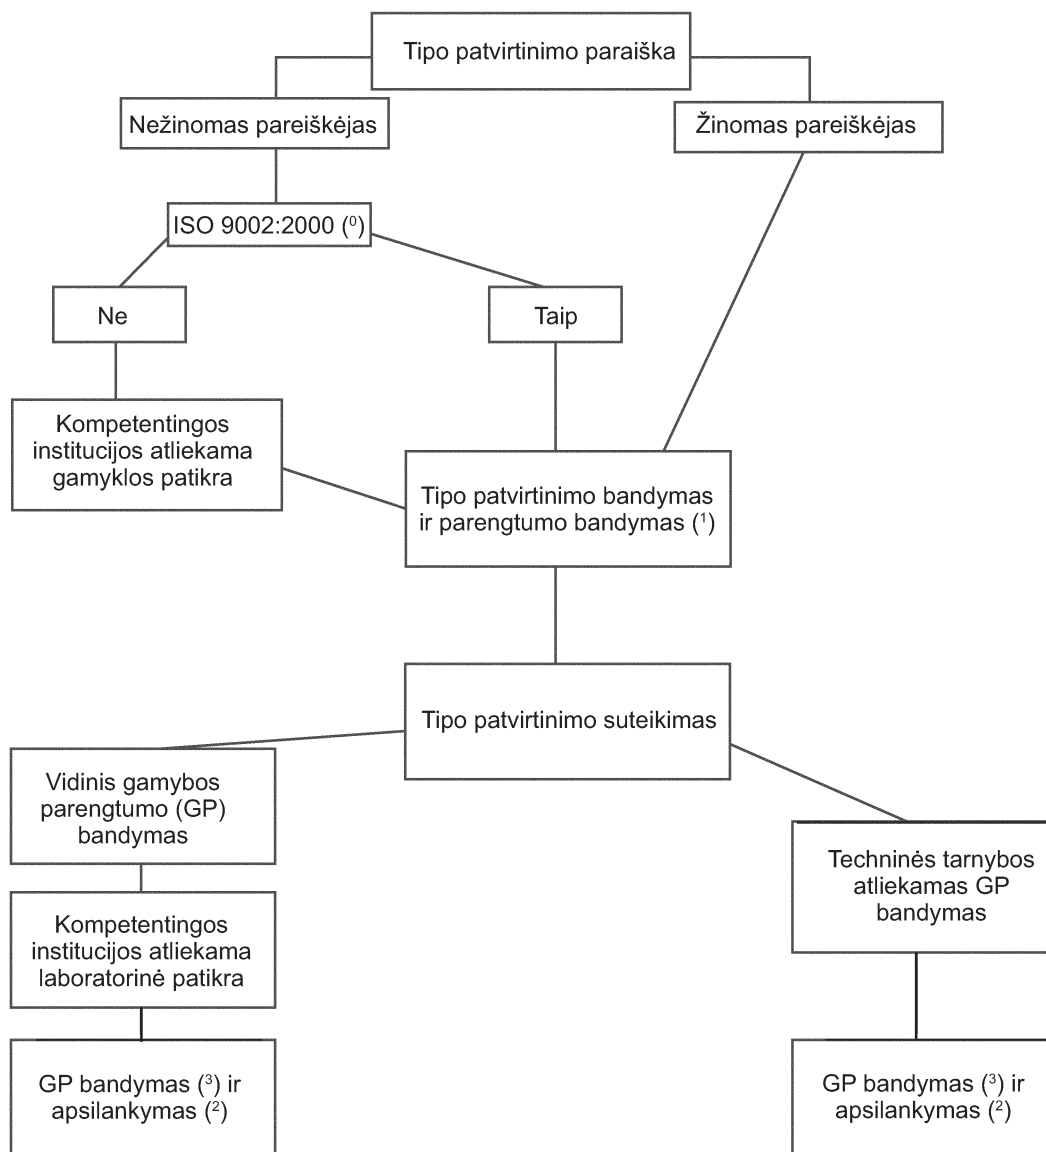 Tipo patvirtinimo paraiška
Nežinomas pareiškėjas
Žinomas pareiškėjas
ISO 9002:2000 (⁰)
Ne
Taip
Kompetentingos
institucijos atliekama
gamyklos patikra
Tipo patvirtinimo bandymas
ir parengtumo bandymas (¹)
Tipo patvirtinimo suteikimas
Vidinis gamybos
parengtumo (GP)
bandymas
Techninės tarnybos
atliekamas GP
bandymas
Kompetentingos
institucijos atliekama
laboratorinė patikra
GP bandymas (³) ir
apsilankymas (²)
GP bandymas (³) ir
apsilankymas (²)